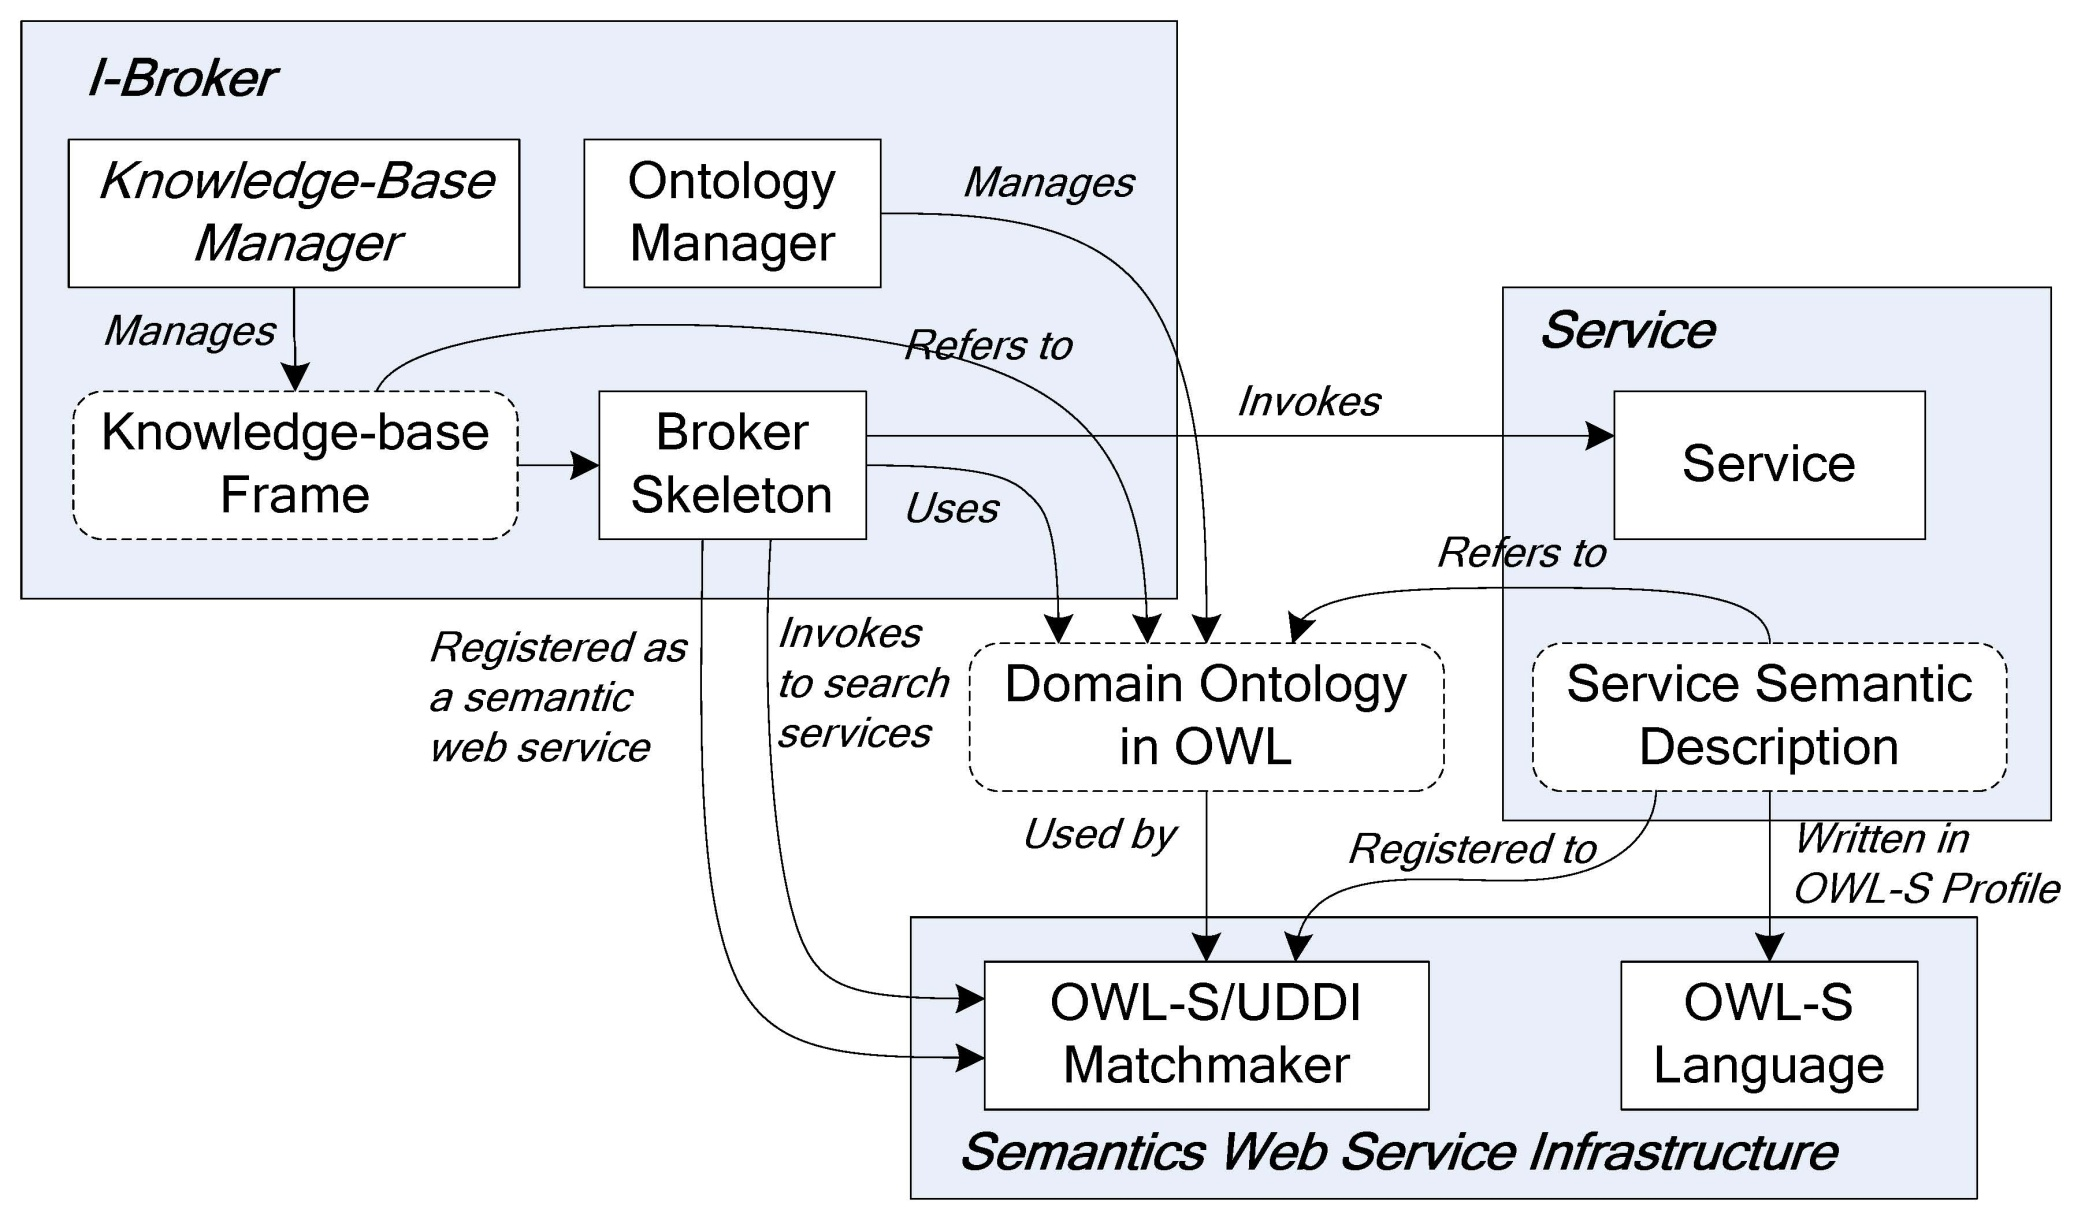 I-Broker
Knowledge-Base
Manager
Ontology
Manager
Manages
Manages
Refers to
Knowledge-base
Frame
Broker
Skeleton
Uses
Invokes
Service
Service
Refers to
Registered as
a semantic
web service
Invokes
to search
services
Domain Ontology
in OWL
Service Semantic
Description
Used by
Registered to
Written in
OWL-S Profile
OWL-S/UDDI
Matchmaker
OWL-S
Language
Semantics Web Service Infrastructure